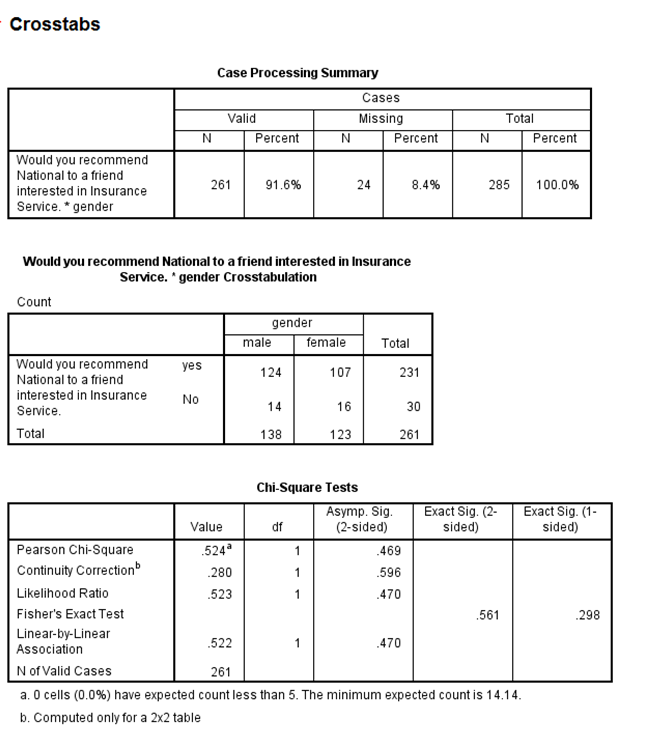 Crosstabs
Case Processing Summary
Cases
Valid Missing Total
N Percent N Percent N Percent
Would you recommend
National to a friend
interested in Insurance
Service. * gender
261 91.6% 24 8.4% 285 100.0%
Would you recommend National to a friend interested in Insurance
Service. * gender Crosstabulation
Count
gender
male female Total
Would you recommend
National to a friend
interested in Insurance
Service.
yes 124 107 231
No 14 16 30
Total 138 123 261
Chi-Square Tests
Value df Asymp. Sig. (2-sided) Exact Sig. (2-sided) Exact Sig. (1-sided)
Pearson Chi-Square .524a 1 .469
Continuity Correctionb .280 1 .596
Likelihood Ratio .523 1 .470
Fisher's Exact Test .561 .298
Linear-by-Linear
Association .522 1 .470
N of Valid Cases 261
a. 0 cells (0.0%) have expected count less than 5. The minimum expected count is 14.14.
b. Computed only for a 2x2 table